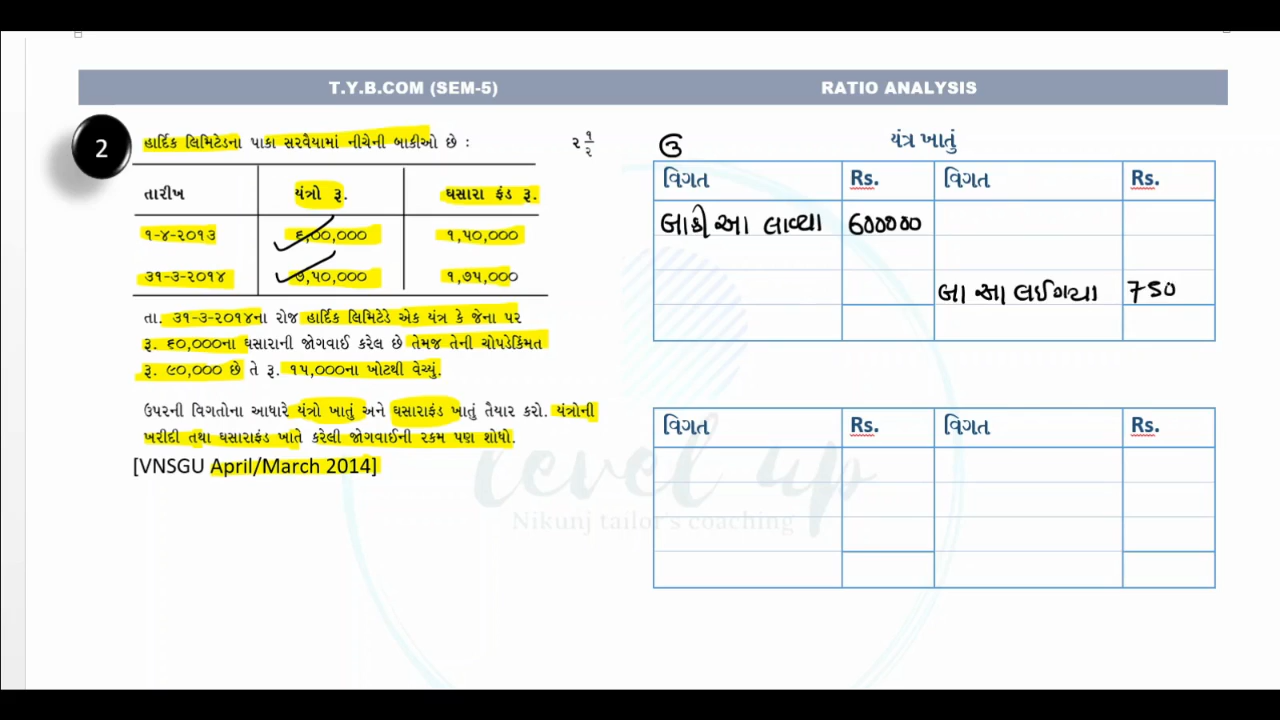 T.Y.B.COM (SEM-5) RATIO ANALYSIS
2
હાર્દિક લિમિટેડના પાકા સરવૈયામાં નીચેની બાકીઓ છે : ૨ ૧/૨
તારીખ યંત્રો રૂ. ઘસારા ફંડ રૂ.
૧-૪-૨૦૧૩ ૬,૦૦,૦૦૦ ૧,૫૦,૦૦૦
૩૧-૩-૨૦૧૪ ૭,૫૦,૦૦૦ ૧,૭૫,૦૦૦
તા. ૩૧-૩-૨૦૧૪ના રોજ હાર્દિક લિમિટેડે એક યંત્ર કે જેના પર
રૂ. ૬૦,૦૦૦ના ઘસારાની જોગવાઈ કરેલ છે તેમજ તેની ચોપડેકિંમત
રૂ. ૯૦,૦૦૦ છે તે રૂ. ૧૫,૦૦૦ના ખોટથી વેચ્યું.
ઉપરની વિગતોના આધારે યંત્રો ખાતું અને ઘસારાફંડ ખાતું તૈયાર કરો. યંત્રોની
ખરીદી તથા ઘસારાફંડ ખાતે કરેલી જોગવાઈની રકમ પણ શોધો.
[VNSGU April/March 2014]
યંત્ર ખાતું
વિગત Rs. વિગત Rs.
બાકી આ લાવ્યા 600000
બા આ લઈ ગયા 750
વિગત Rs. વિગત Rs.
level up
Nikunj tailor's coaching